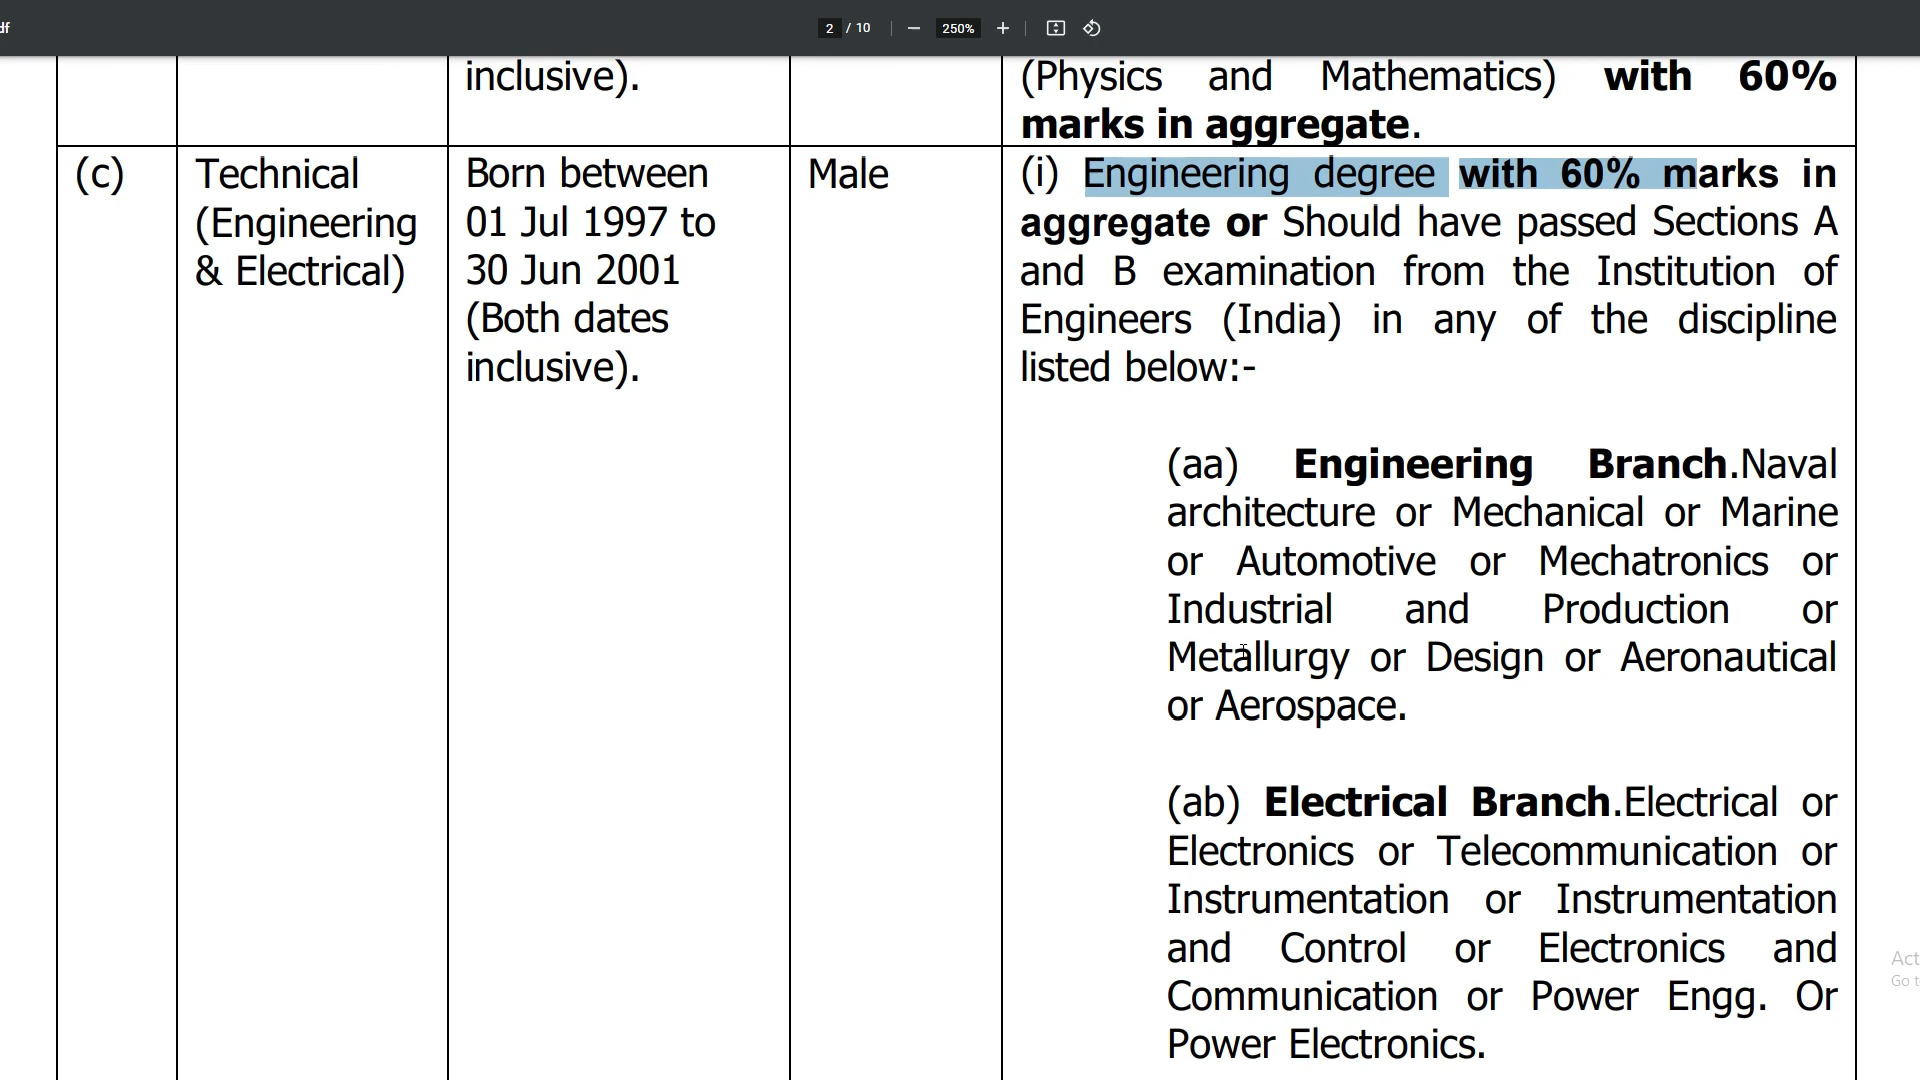 df
2 / 10
250%
inclusive).
(Physics and Mathematics) with 60%
marks in aggregate.
(c)
Technical
(Engineering
& Electrical)
Born between
01 Jul 1997 to
30 Jun 2001
(Both dates
inclusive).
Male
(i) Engineering degree with 60% marks in
aggregate or Should have passed Sections A
and B examination from the Institution of
Engineers (India) in any of the discipline
listed below:-
(aa) Engineering Branch.Naval
architecture or Mechanical or Marine
or Automotive or Mechatronics or
Industrial and Production or
Metallurgy or Design or Aeronautical
or Aerospace.
(ab) Electrical Branch.Electrical or
Electronics or Telecommunication or
Instrumentation or Instrumentation
and Control or Electronics and
Communication or Power Engg. Or
Power Electronics.
Act
Go t